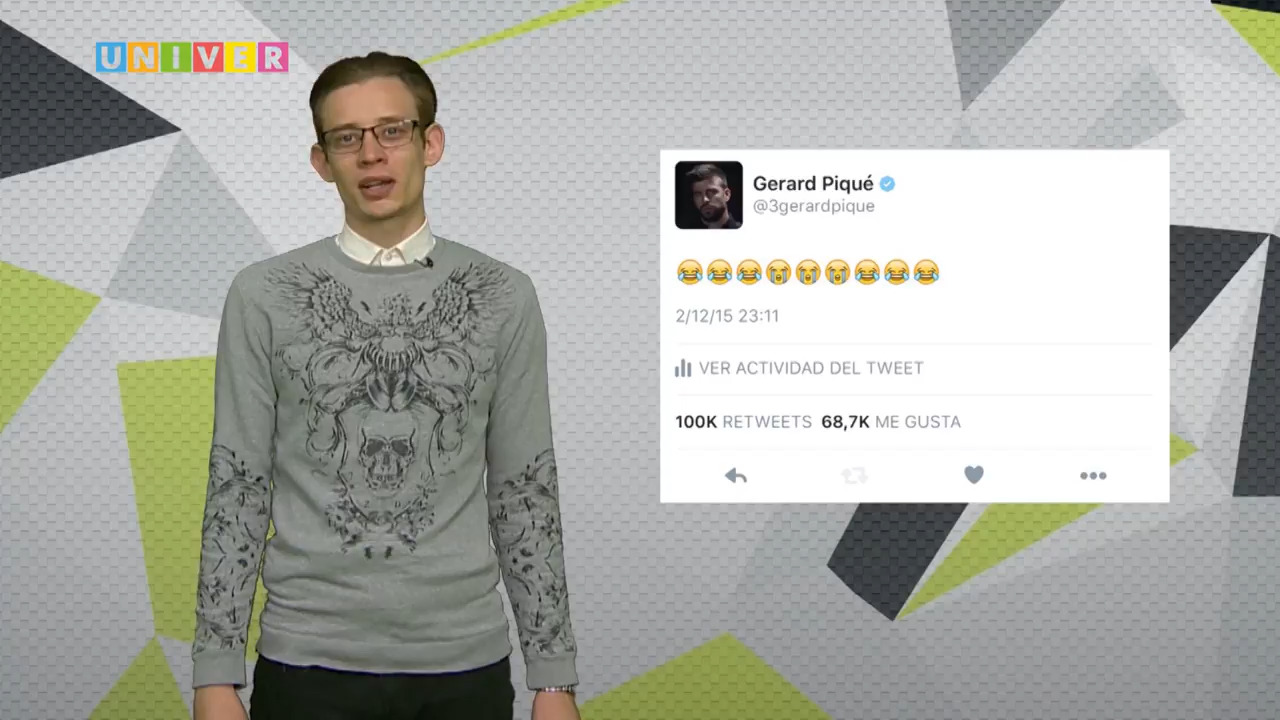 UNIVER
Gerard Piqué
@3gerardpique
😂😂😂😭😭😭😂😂😂
2/12/15 23:11
VER ACTIVIDAD DEL TWEET
100K RETWEETS 68,7K ME GUSTA